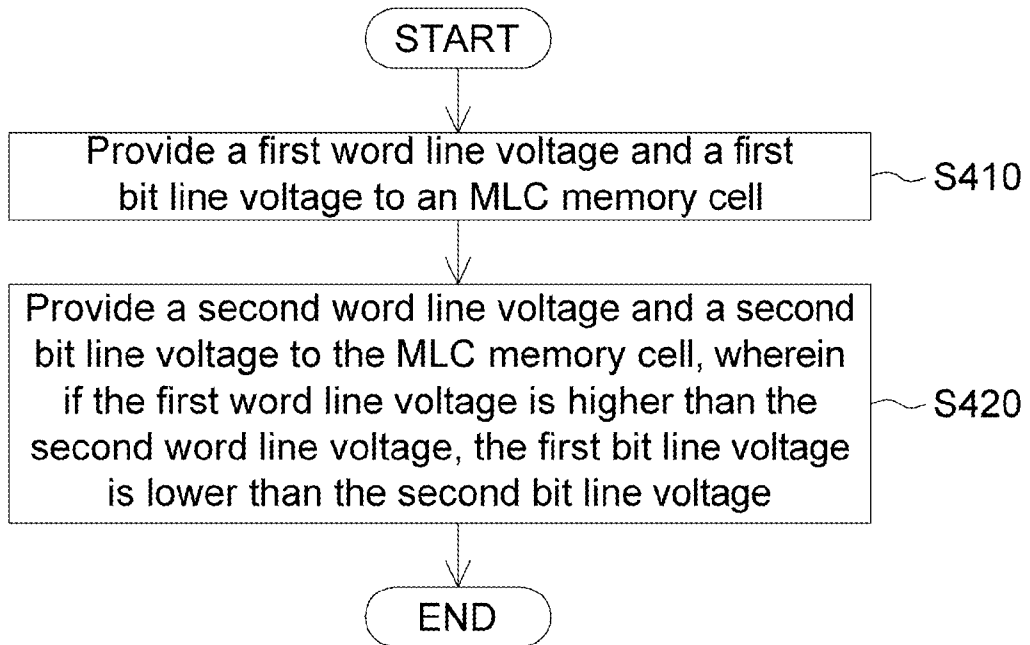 START
Provide a first word line voltage and a first
bit line voltage to an MLC memory cell
S410
Provide a second word line voltage and a second
bit line voltage to the MLC memory cell, wherein
if the first word line voltage is higher than the
second word line voltage, the first bit line voltage
is lower than the second bit line voltage
S420
END